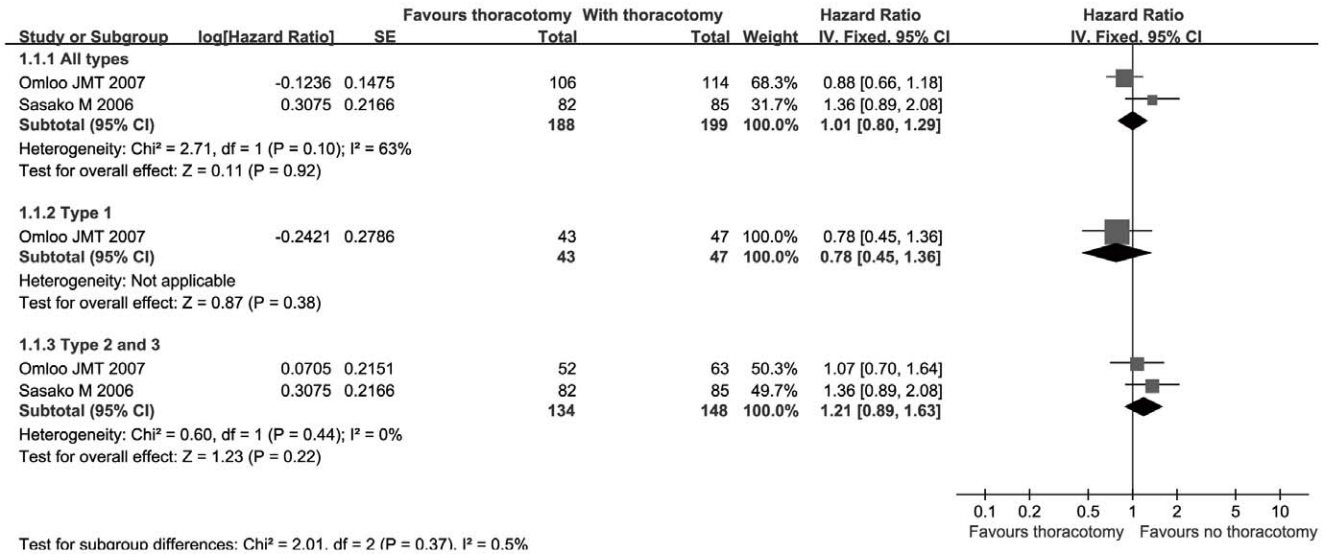 Favours thoracotomy With thoracotomy Hazard Ratio Hazard Ratio
Study or Subgroup log[Hazard Ratio] SE Total Total Weight IV. Fixed. 95% CI IV. Fixed. 95% CI
1.1.1 All types
Omloo JMT 2007 -0.1236 0.1475 106 114 68.3% 0.88 [0.66, 1.18]
Sasako M 2006 0.3075 0.2166 82 85 31.7% 1.36 [0.89, 2.08]
Subtotal (95% CI) 188 199 100.0% 1.01 [0.80, 1.29]
Heterogeneity: Chi² = 2.71, df = 1 (P = 0.10); I² = 63%
Test for overall effect: Z = 0.11 (P = 0.92)
1.1.2 Type 1
Omloo JMT 2007 -0.2421 0.2786 43 47 100.0% 0.78 [0.45, 1.36]
Subtotal (95% CI) 43 47 100.0% 0.78 [0.45, 1.36]
Heterogeneity: Not applicable
Test for overall effect: Z = 0.87 (P = 0.38)
1.1.3 Type 2 and 3
Omloo JMT 2007 0.0705 0.2151 52 63 50.3% 1.07 [0.70, 1.64]
Sasako M 2006 0.3075 0.2166 82 85 49.7% 1.36 [0.89, 2.08]
Subtotal (95% CI) 134 148 100.0% 1.21 [0.89, 1.63]
Heterogeneity: Chi² = 0.60, df = 1 (P = 0.44); I² = 0%
Test for overall effect: Z = 1.23 (P = 0.22)
0.1 0.2 0.5 1 2 5 10
Favours thoracotomy Favours no thoracotomy
Test for subgroup differences: Chi² = 2.01. df = 2 (P = 0.37). I² = 0.5%